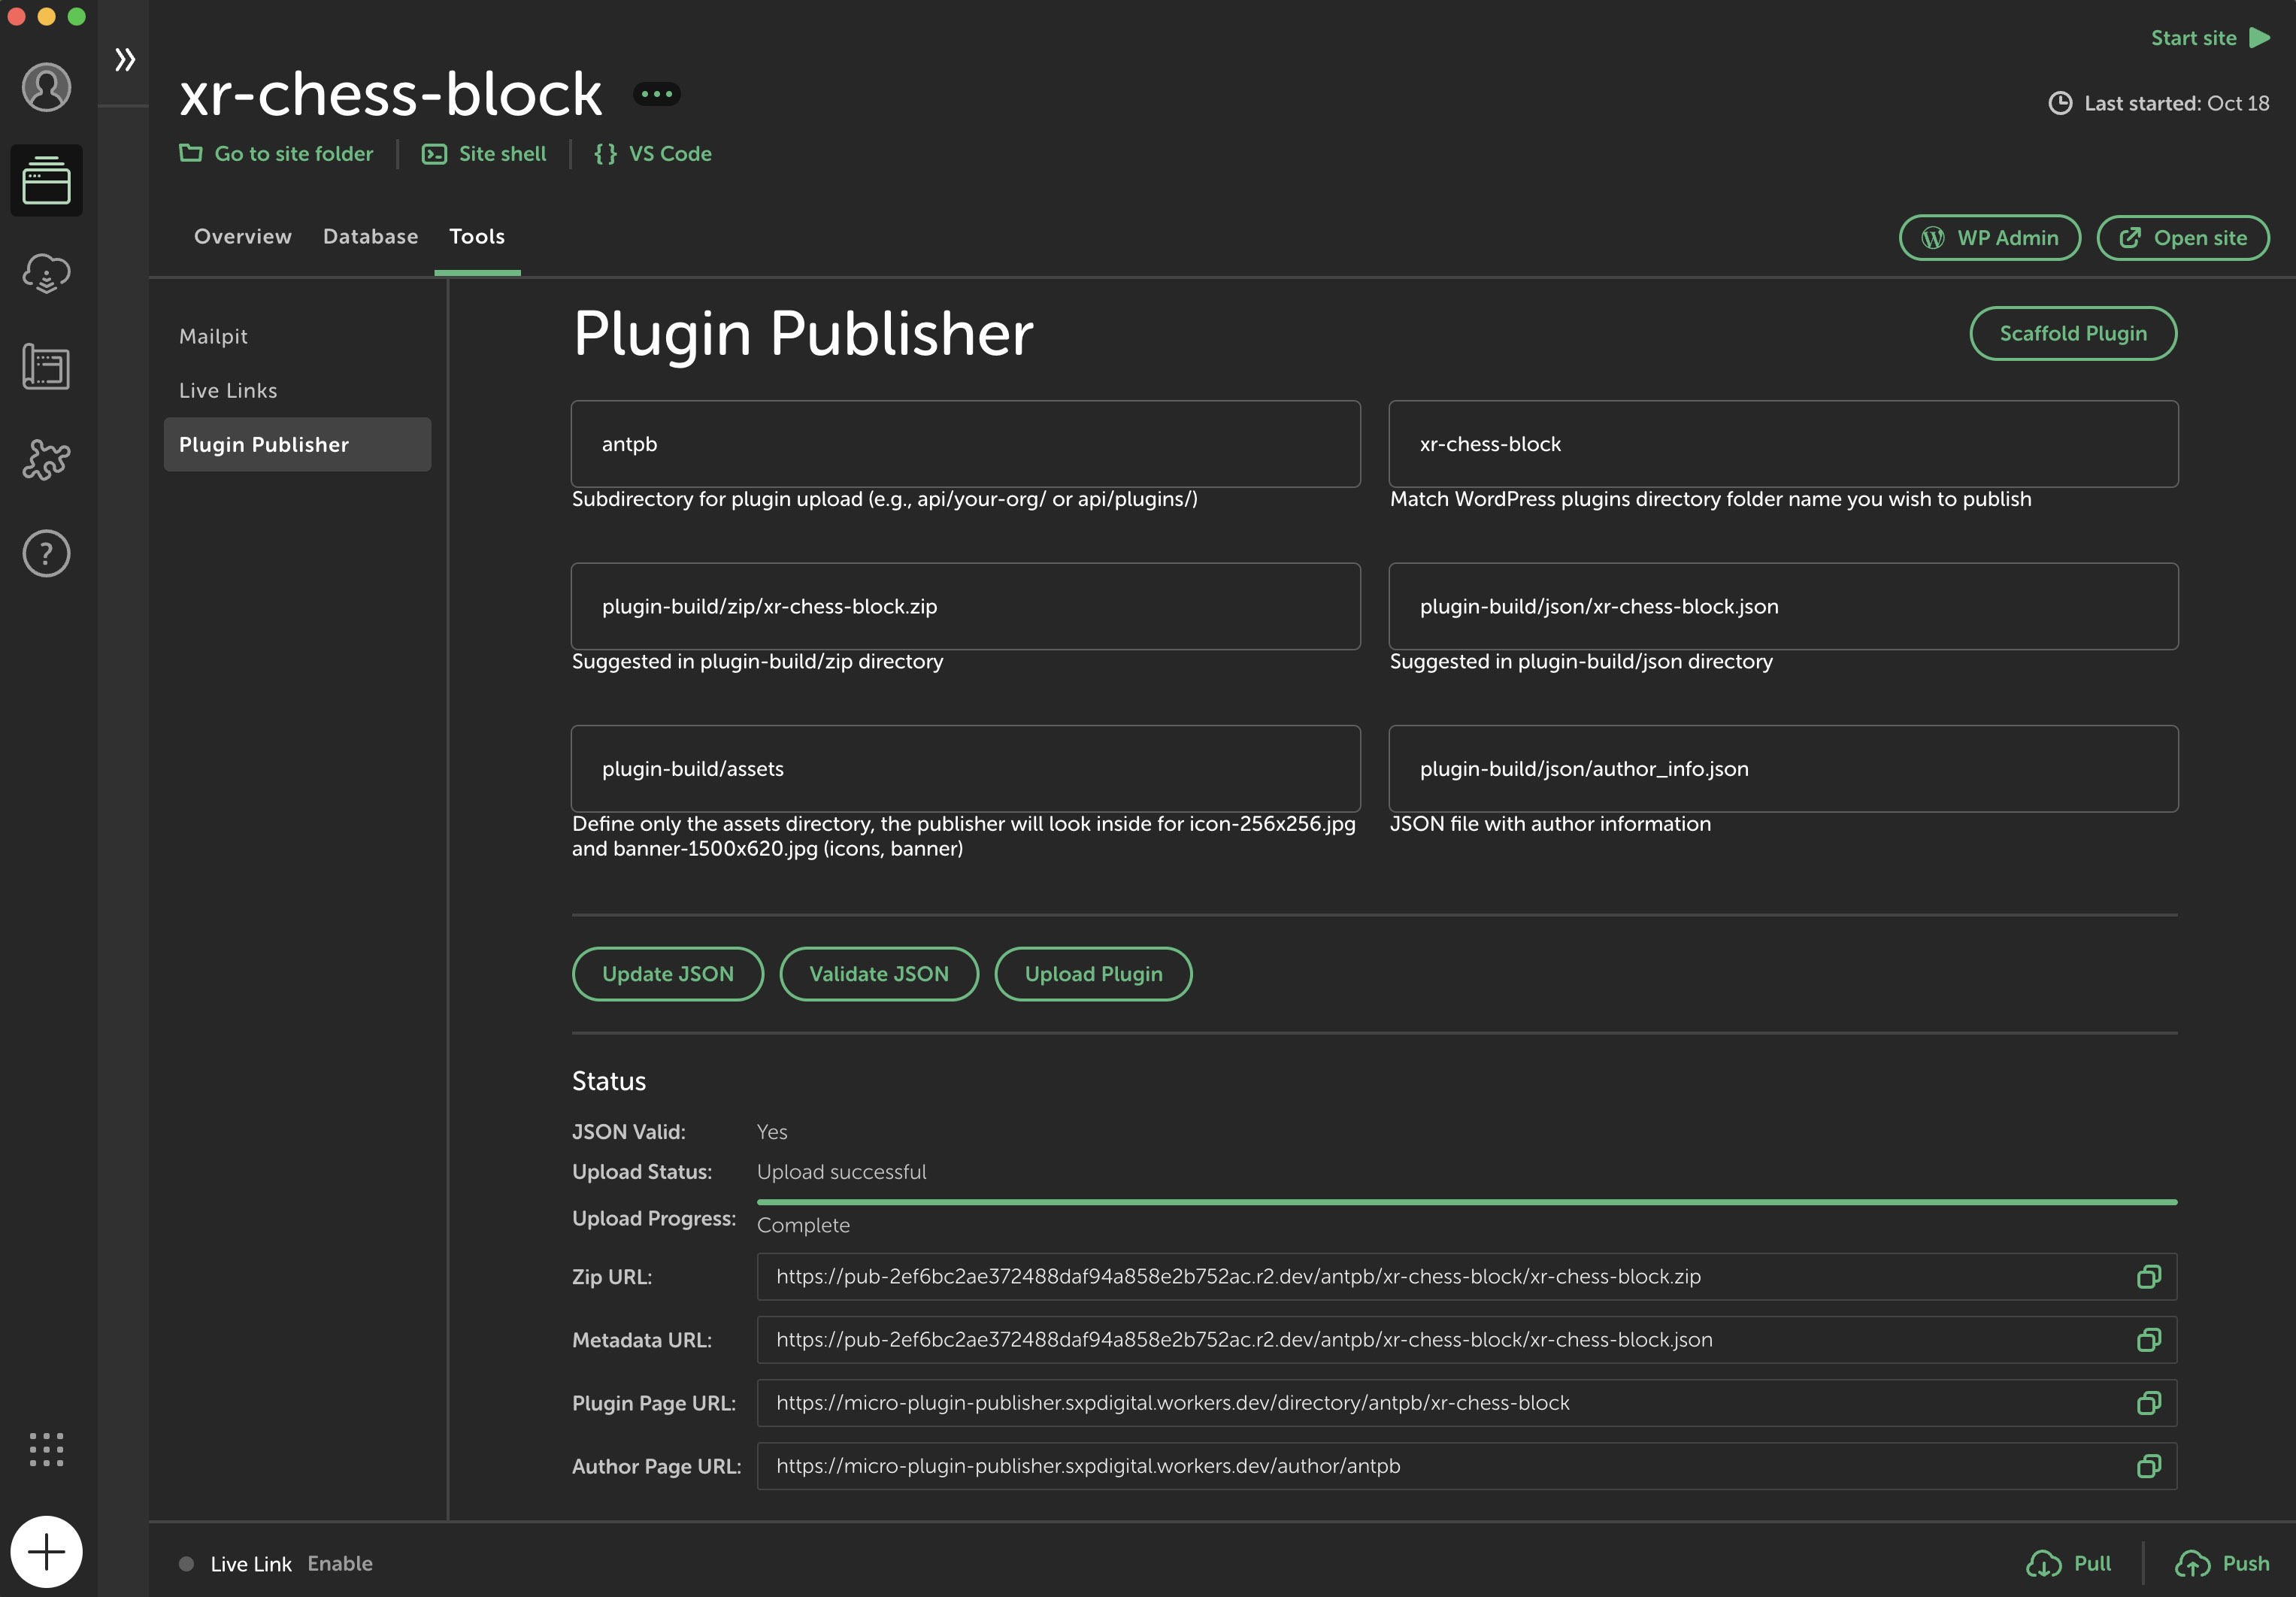 Start site
xr-chess-block
Last started: Oct 18
Go to site folder
Site shell
{ } VS Code
Overview
Database
Tools
WP Admin
Open site
Mailpit
Live Links
Plugin Publisher
Plugin Publisher
Scaffold Plugin
antpb
xr-chess-block
Subdirectory for plugin upload (e.g., api/your-org/ or api/plugins/)
Match WordPress plugins directory folder name you wish to publish
plugin-build/zip/xr-chess-block.zip
plugin-build/json/xr-chess-block.json
Suggested in plugin-build/zip directory
Suggested in plugin-build/json directory
plugin-build/assets
plugin-build/json/author_info.json
Define only the assets directory, the publisher will look inside for icon-256x256.jpg
and banner-1500x620.jpg (icons, banner)
JSON file with author information
Update JSON
Validate JSON
Upload Plugin
Status
JSON Valid: Yes
Upload Status: Upload successful
Upload Progress: Complete
Zip URL: https://pub-2ef6bc2ae372488daf94a858e2b752ac.r2.dev/antpb/xr-chess-block/xr-chess-block.zip
Metadata URL: https://pub-2ef6bc2ae372488daf94a858e2b752ac.r2.dev/antpb/xr-chess-block/xr-chess-block.json
Plugin Page URL: https://micro-plugin-publisher.sxpdigital.workers.dev/directory/antpb/xr-chess-block
Author Page URL: https://micro-plugin-publisher.sxpdigital.workers.dev/author/antpb
Live Link Enable
Pull
Push